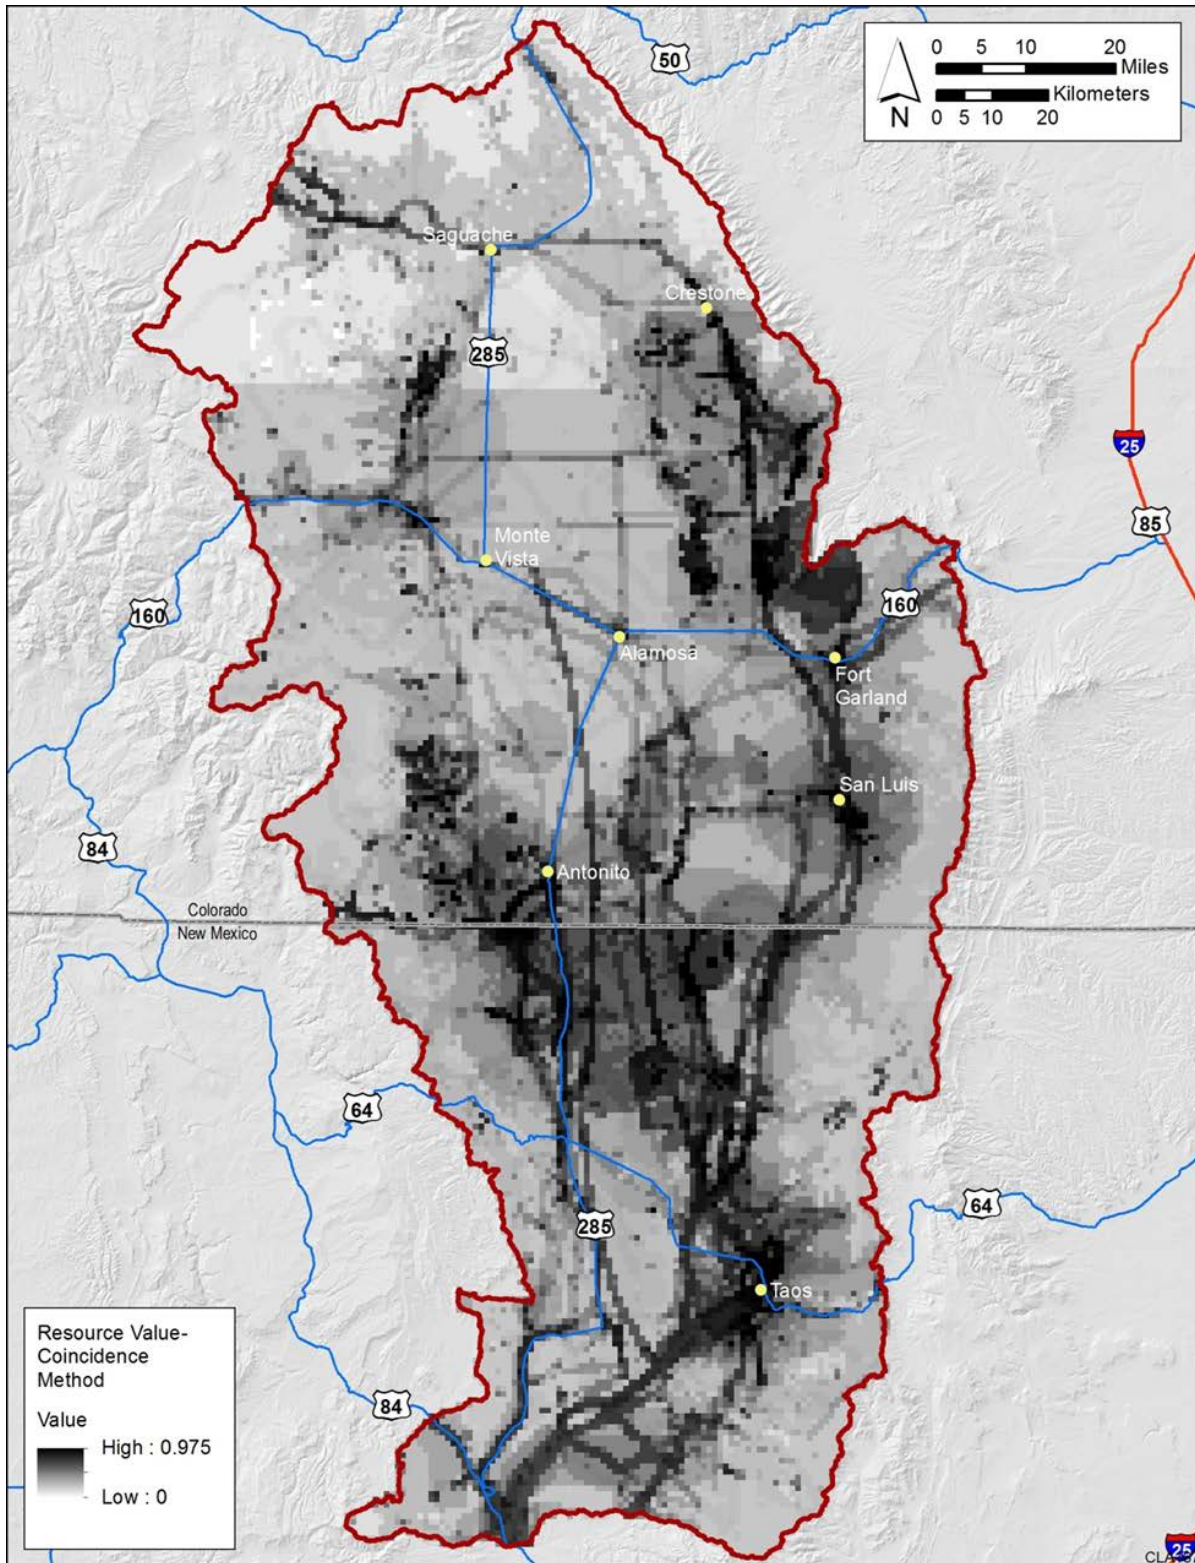 50
0 5 10 20
Miles
Kilometers
N
0 5 10 20
Saguache
Crestone
285
25
85
Monte
Vista
160
160
Alamosa
Fort
Garland
San Luis
84
Antonito
Colorado
New Mexico
64
64
285
Taos
Resource Value-
Coincidence
Method
Value
High : 0.975
Low : 0
84
25